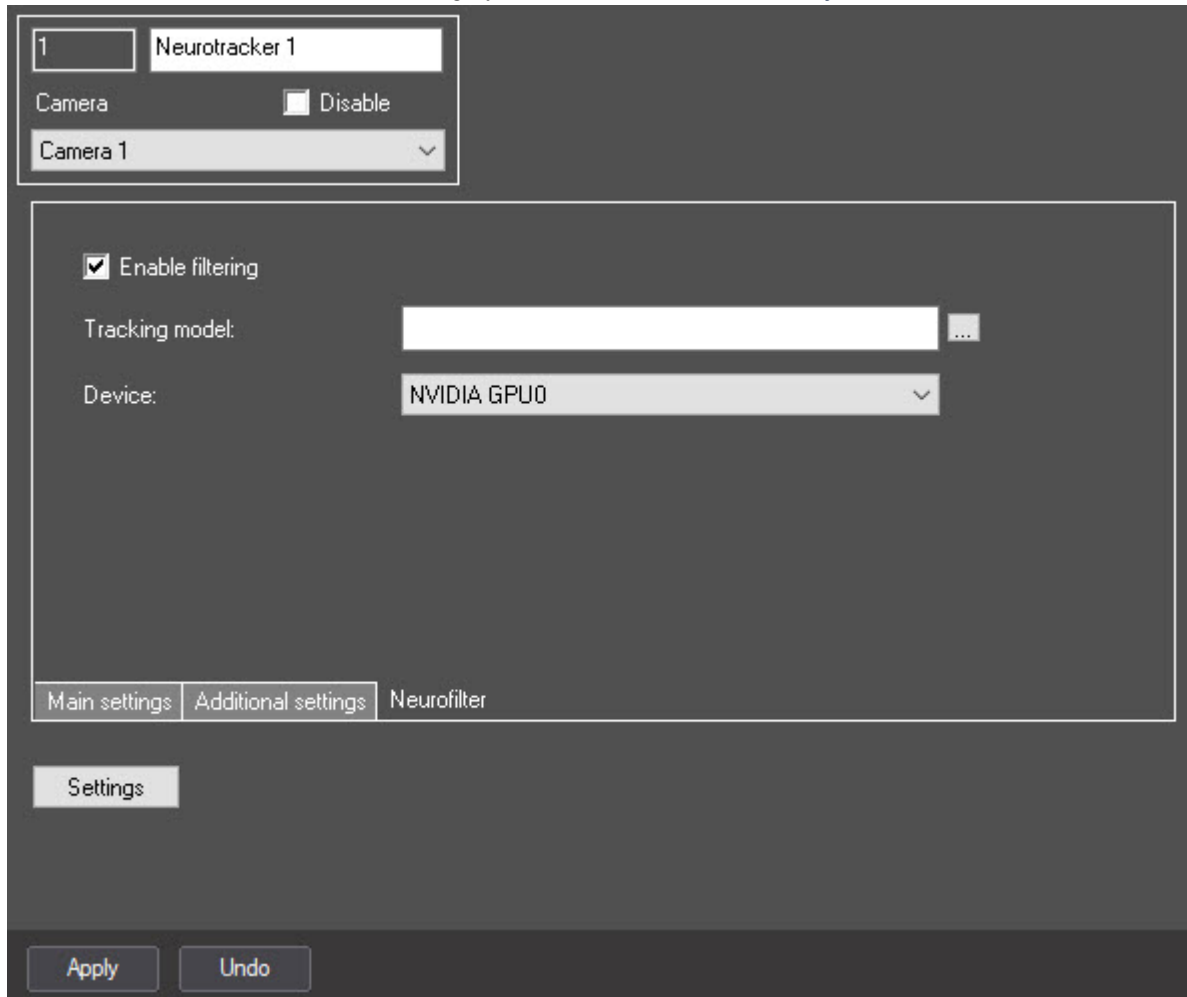 1 Neurotracker 1
Camera Disable
Camera 1
Enable filtering
Tracking model: ...
Device: NVIDIA GPU0
Main settings Additional settings Neurofilter
Settings
Apply Undo